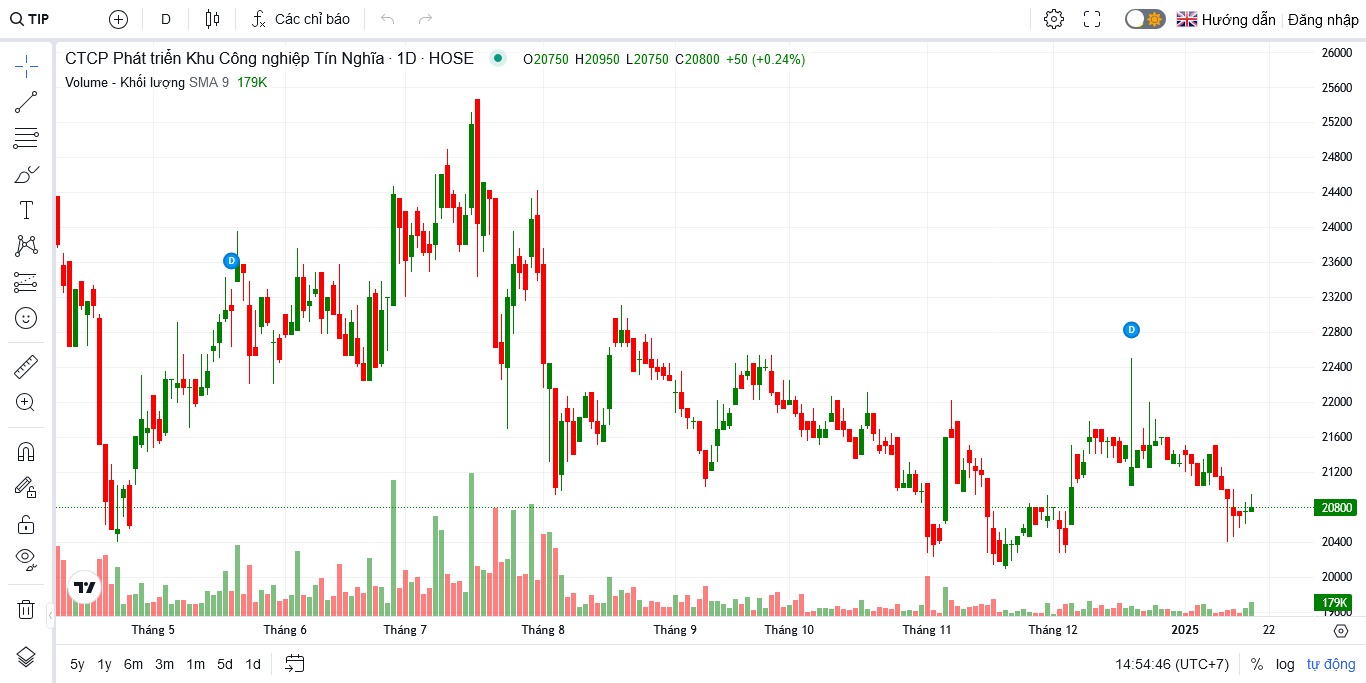 TIP D Các chỉ báo Hướng dẫn Đăng nhập
CTCP Phát triển Khu Công nghiệp Tín Nghĩa · 1D · HOSE O20750 H20950 L20750 C20800 +50 (+0.24%)
Volume - Khối lượng SMA 9 179K
26000
25600
25200
24800
24400
24000
23600
23200
22800
22400
22000
21600
21200
20800
20400
20000
179K
D
D
Tháng 5 Tháng 6 Tháng 7 Tháng 8 Tháng 9 Tháng 10 Tháng 11 Tháng 12 2025 22
5y 1y 6m 3m 1m 5d 1d 14:54:46 (UTC+7) % log tự động